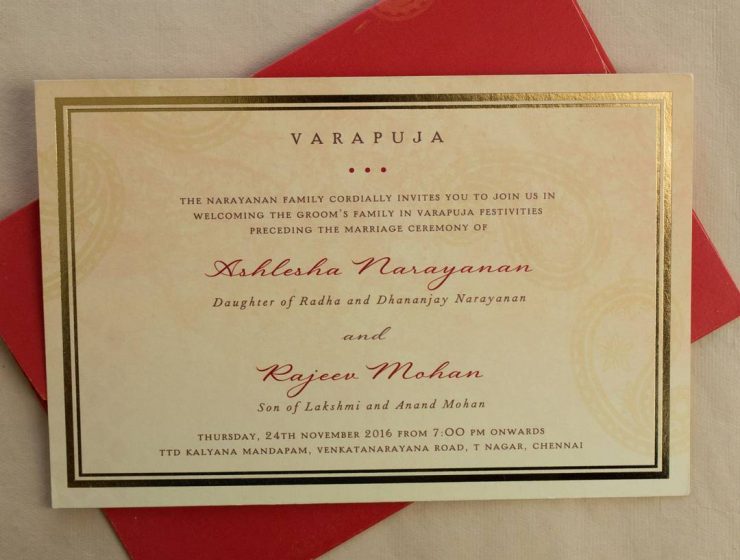 VARAPUJA
THE NARAYANAN FAMILY CORDIALLY INVITES YOU TO JOIN US IN
WELCOMING THE GROOM'S FAMILY IN VARAPUJA FESTIVITIES
PRECEDING THE MARRIAGE CEREMONY OF
Ashlesha Narayanan
Daughter of Radha and Dhananjay Narayanan
and
Rajeev Mohan
Son of Lakshmi and Anand Mohan
THURSDAY, 24TH NOVEMBER 2016 FROM 7:00 PM ONWARDS
TTD KALYANA MANDAPAM, VENKATANARAYANA ROAD, T NAGAR, CHENNAI